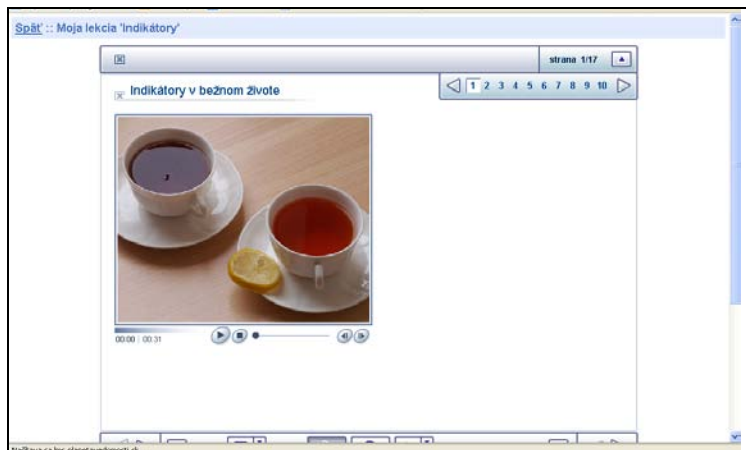 Späť :: Moja lekcia 'Indikátory'
strana 1/17
Indikátory v bežnom živote
1 2 3 4 5 6 7 8 9 10
00:00 | 00:31